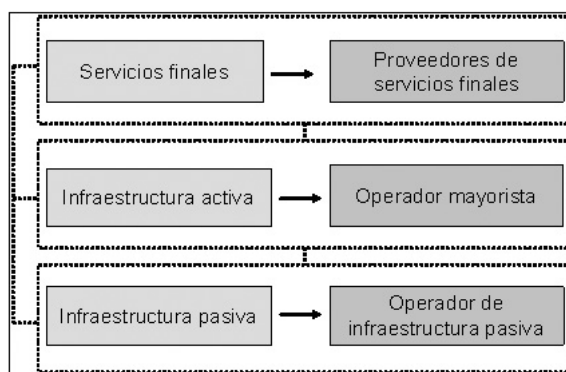 Servicios finales
Proveedores de
servicios finales
Infraestructura activa
Operador mayorista
Infraestructura pasiva
Operador de
infraestructura pasiva